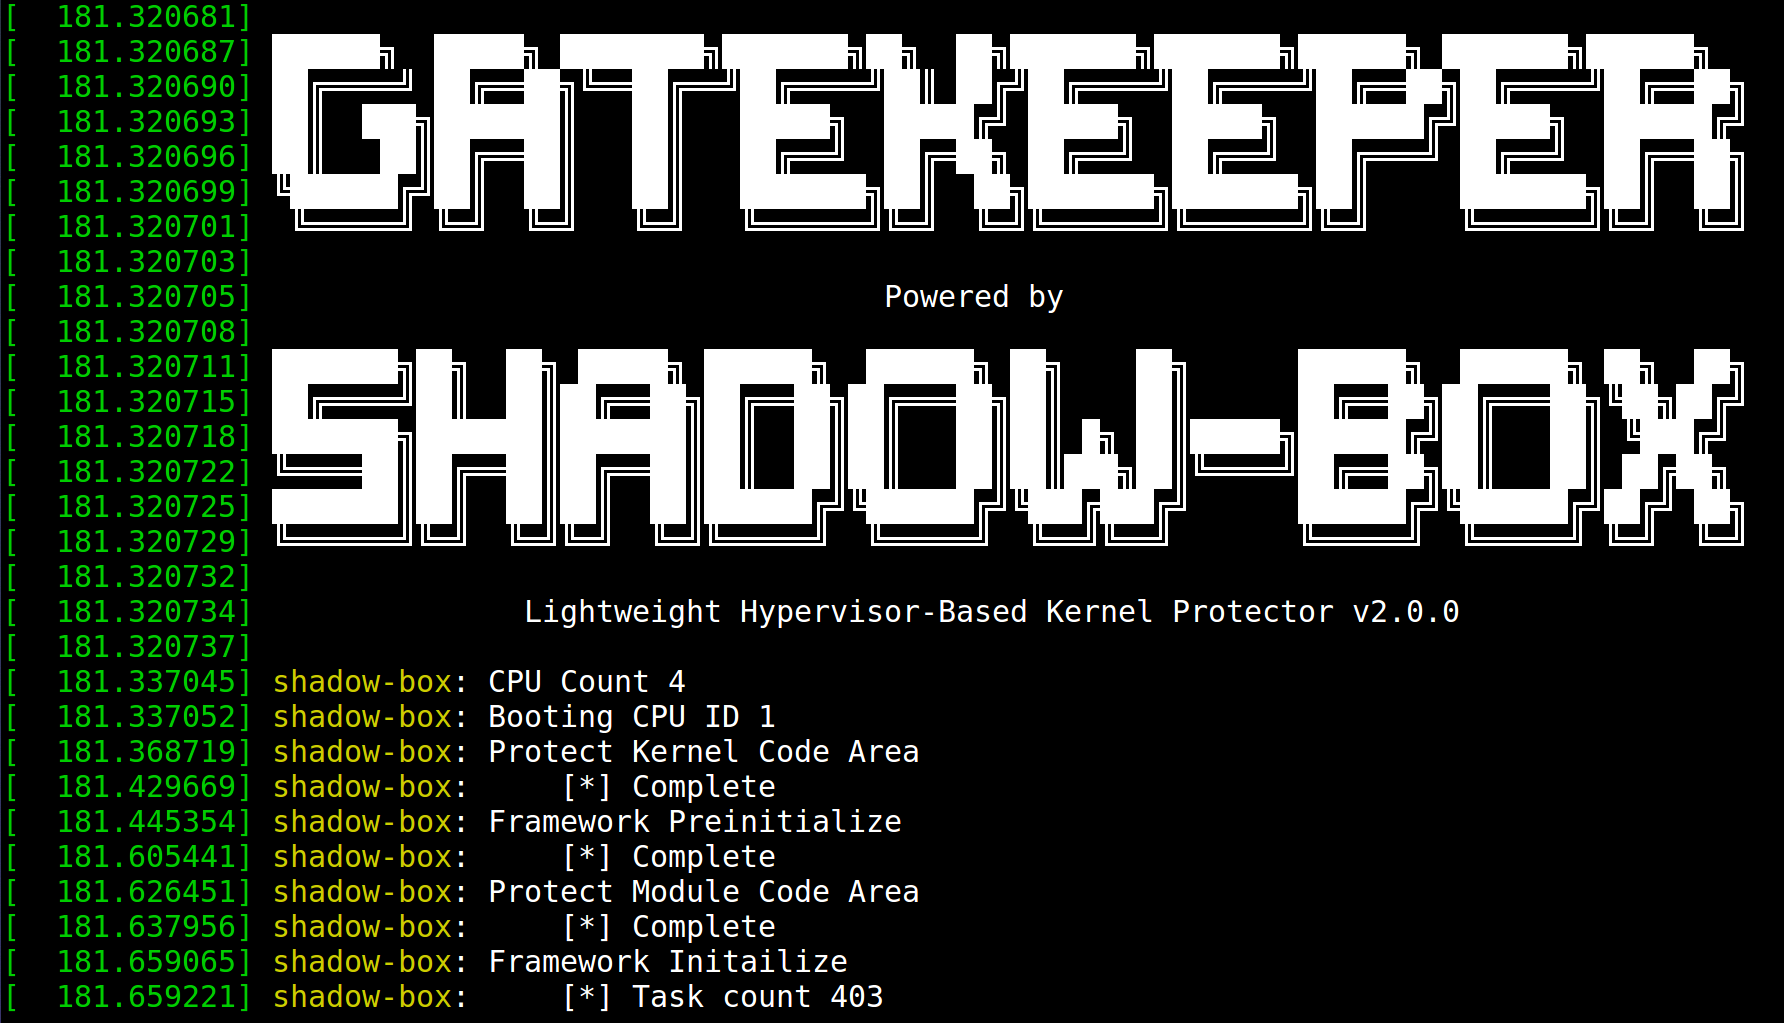 [  181.320681]
[  181.320687] GATEKEEPER
[  181.320690]
[  181.320693]
[  181.320696]
[  181.320699]
[  181.320701]
[  181.320703]
[  181.320705] Powered by
[  181.320708]
[  181.320711] SHADOW-BOX
[  181.320715]
[  181.320718]
[  181.320722]
[  181.320725]
[  181.320729]
[  181.320732]
[  181.320734] Lightweight Hypervisor-Based Kernel Protector v2.0.0
[  181.320737]
[  181.337045] shadow-box: CPU Count 4
[  181.337052] shadow-box: Booting CPU ID 1
[  181.368719] shadow-box: Protect Kernel Code Area
[  181.429669] shadow-box:     [*] Complete
[  181.445354] shadow-box: Framework Preinitialize
[  181.605441] shadow-box:     [*] Complete
[  181.626451] shadow-box: Protect Module Code Area
[  181.637956] shadow-box:     [*] Complete
[  181.659065] shadow-box: Framework Initailize
[  181.659221] shadow-box:     [*] Task count 403